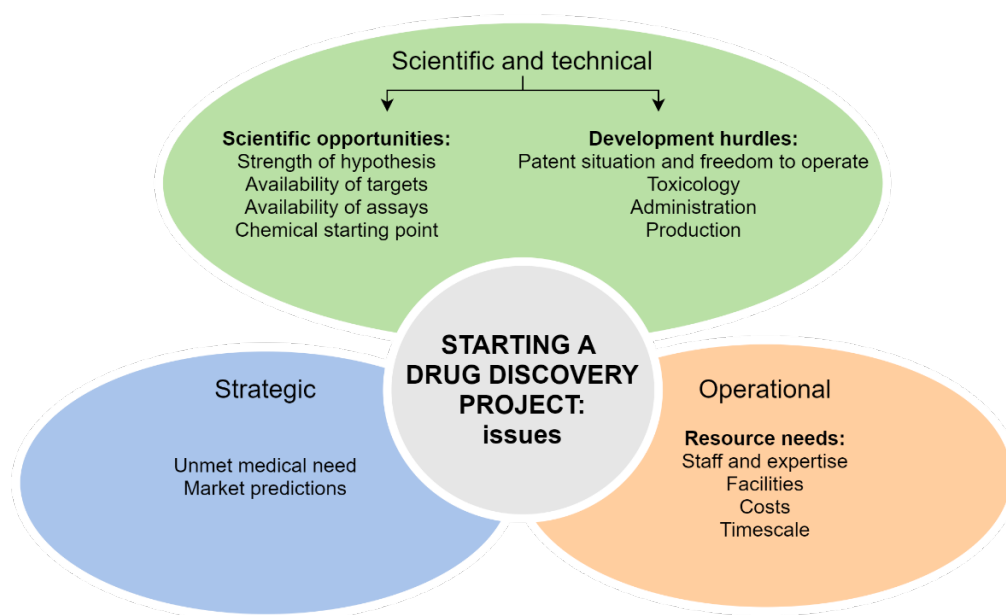 Scientific and technical
Scientific opportunities:
Strength of hypothesis
Availability of targets
Availability of assays
Chemical starting point
Development hurdles:
Patent situation and freedom to operate
Toxicology
Administration
Production
STARTING A
DRUG DISCOVERY
PROJECT:
issues
Strategic
Unmet medical need
Market predictions
Operational
Resource needs:
Staff and expertise
Facilities
Costs
Timescale